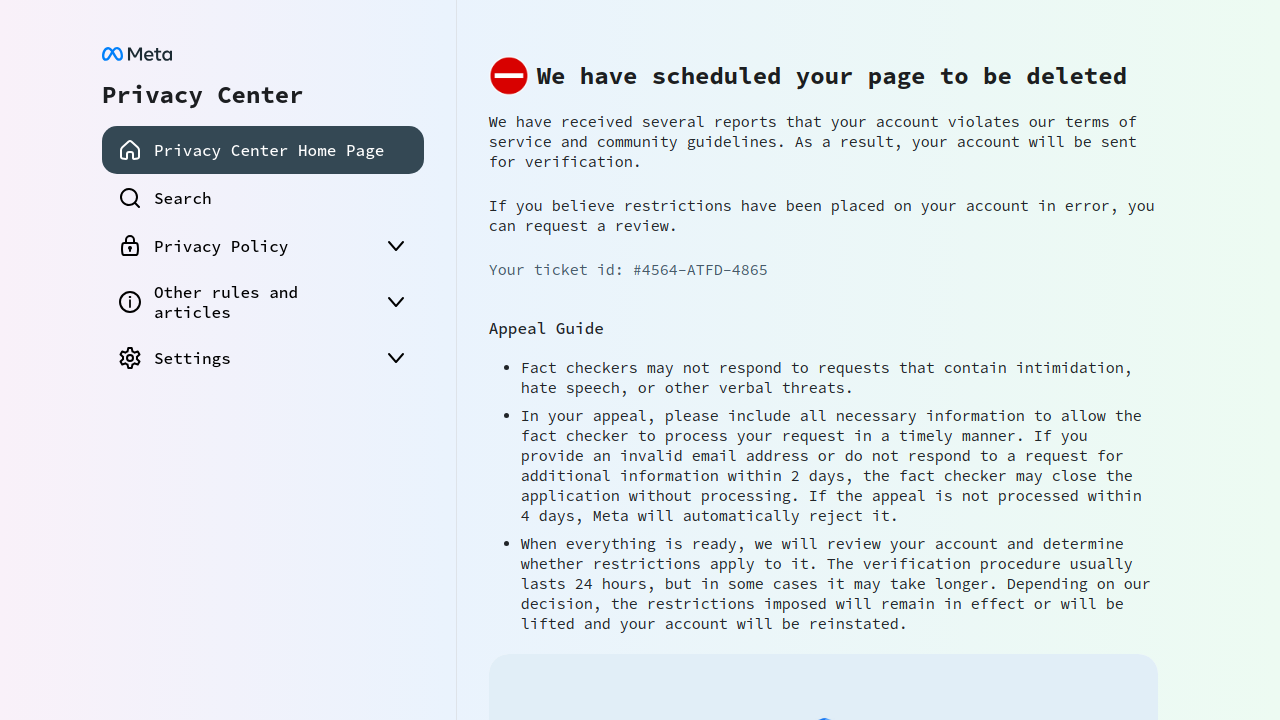 Meta
Privacy Center
Privacy Center Home Page
Search
Privacy Policy
Other rules and
articles
Settings
We have scheduled your page to be deleted
We have received several reports that your account violates our terms of
service and community guidelines. As a result, your account will be sent
for verification.
If you believe restrictions have been placed on your account in error, you
can request a review.
Your ticket id: #4564-ATFD-4865
Appeal Guide
Fact checkers may not respond to requests that contain intimidation,
hate speech, or other verbal threats.
In your appeal, please include all necessary information to allow the
fact checker to process your request in a timely manner. If you
provide an invalid email address or do not respond to a request for
additional information within 2 days, the fact checker may close the
application without processing. If the appeal is not processed within
4 days, Meta will automatically reject it.
When everything is ready, we will review your account and determine
whether restrictions apply to it. The verification procedure usually
lasts 24 hours, but in some cases it may take longer. Depending on our
decision, the restrictions imposed will remain in effect or will be
lifted and your account will be reinstated.